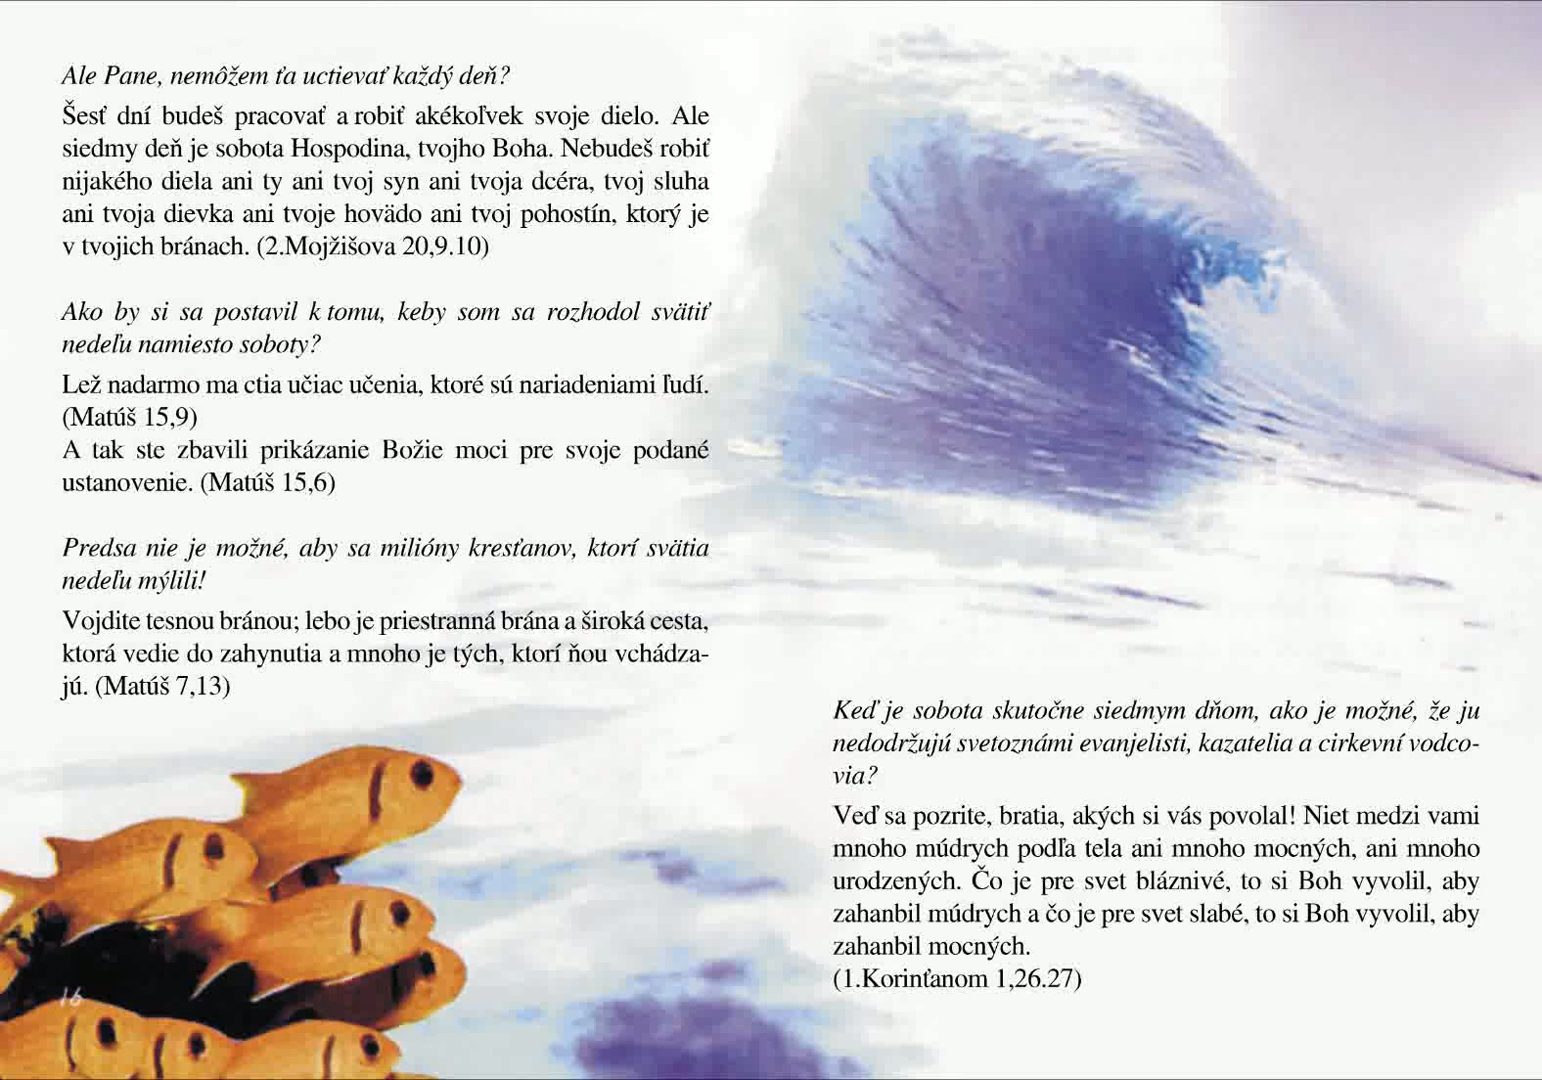 Ale Pane, nemôžem ťa uctievať každý deň?
Šesť dní budeš pracovať a robiť akékoľvek svoje dielo. Ale
siedmy deň je sobota Hospodina, tvojho Boha. Nebudeš robiť
nijakého diela ani ty ani tvoj syn ani tvoja dcéra, tvoj sluha
ani tvoja dievka ani tvoje hovädo ani tvoj pohostín, ktorý je
v tvojich bránach. (2.Mojžišova 20,9.10)
Ako by si sa postavil k tomu, keby som sa rozhodol svätiť
nedeľu namiesto soboty?
Lež nadarmo ma ctia učiac učenia, ktoré sú nariadeniami ľudí.
(Matúš 15,9)
A tak ste zbavili prikázanie Božie moci pre svoje podané
ustanovenie. (Matúš 15,6)
Predsa nie je možné, aby sa milióny kresťanov, ktorí svätia
nedeľu mýlili!
Vojdite tesnou bránou; lebo je priestranná brána a široká cesta,
ktorá vedie do zahynutia a mnoho je tých, ktorí ňou vchádza-
jú. (Matúš 7,13)
16
Keď je sobota skutočne siedmym dňom, ako je možné, že ju
nedodržujú svetoznámi evanjelisti, kazatelia a cirkevní vodco-
via?
Veď sa pozrite, bratia, akých si vás povolal! Niet medzi vami
mnoho múdrych podľa tela ani mnoho mocných, ani mnoho
urodzených. Čo je pre svet bláznivé, to si Boh vyvolil, aby
zahanbil múdrych a čo je pre svet slabé, to si Boh vyvolil, aby
zahanbil mocných.
(1.Korinťanom 1,26.27)